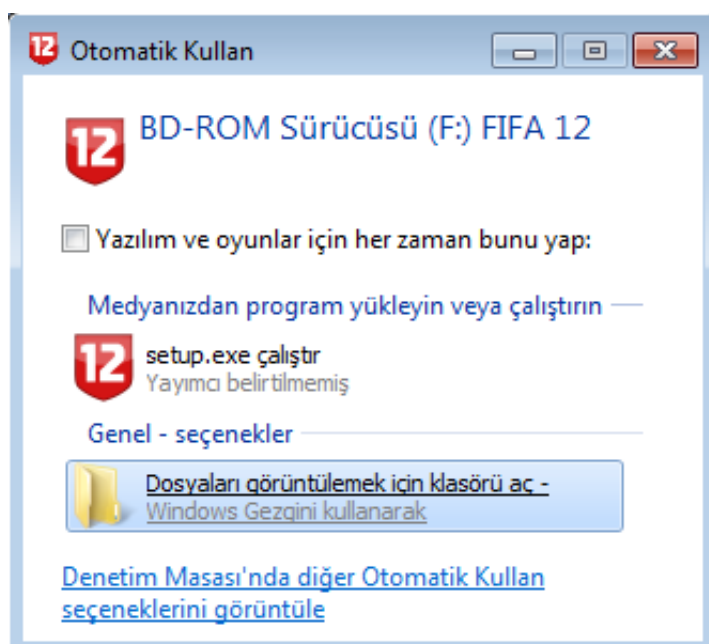 12 Otomatik Kullan
12 BD-ROM Sürücüsü (F:) FIFA 12
Yazılım ve oyunlar için her zaman bunu yap:
Medyanızdan program yükleyin veya çalıştırın
12 setup.exe çalıştır
Yayımcı belirtilmemiş
Genel - seçenekler
Dosyaları görüntülemek için klasörü aç -
Windows Gezgini kullanarak
Denetim Masası'nda diğer Otomatik Kullan
seçeneklerini görüntüle